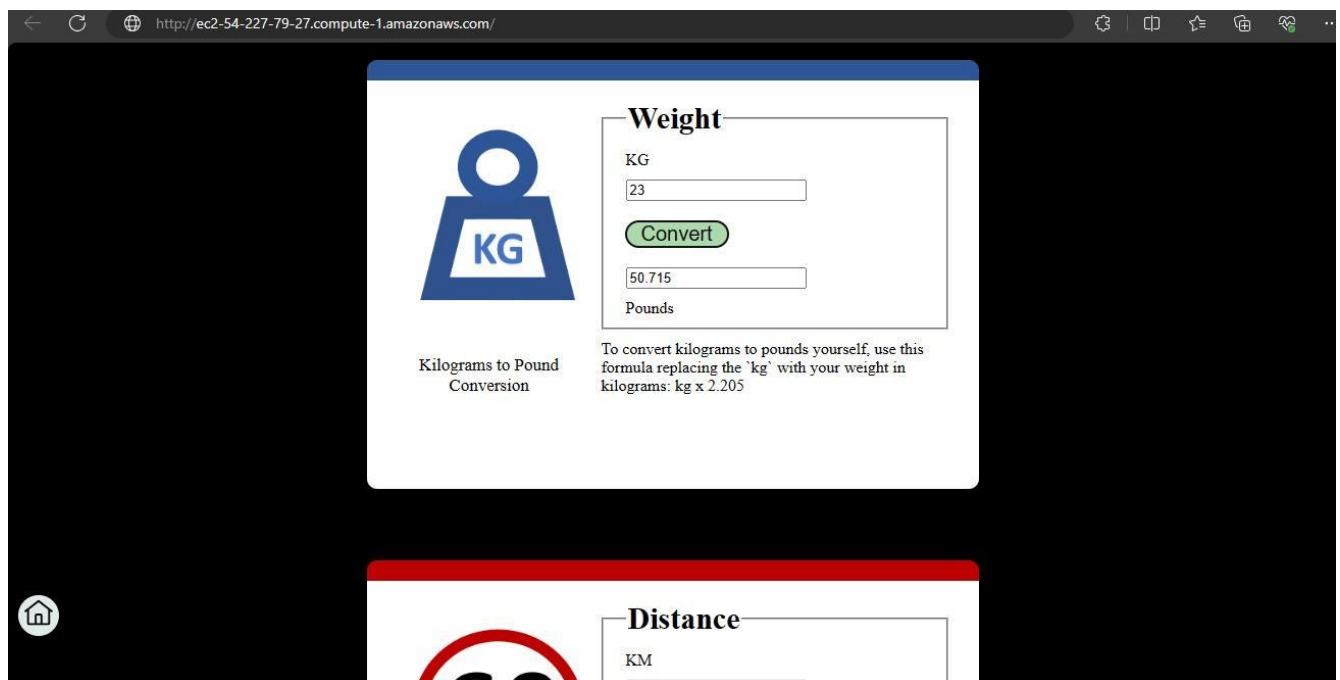 http://ec2-54-227-79-27.compute-1.amazonaws.com/
Weight
KG
23
Convert
50.715
Pounds
KG
Kilograms to Pound
Conversion
To convert kilograms to pounds yourself, use this
formula replacing the `kg` with your weight in
kilograms: kg x 2.205
Distance
KM